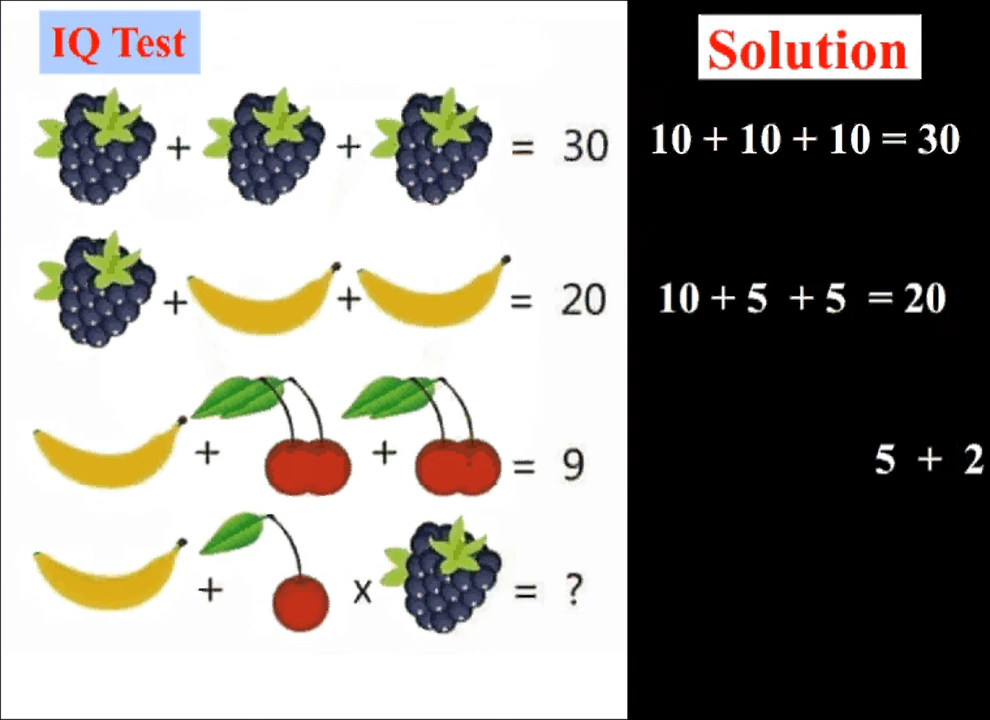 IQ Test
Solution
+ + = 30
10 + 10 + 10 = 30
+ + = 20
10 + 5 + 5 = 20
+ + = 9
5 + 2
+ x = ?